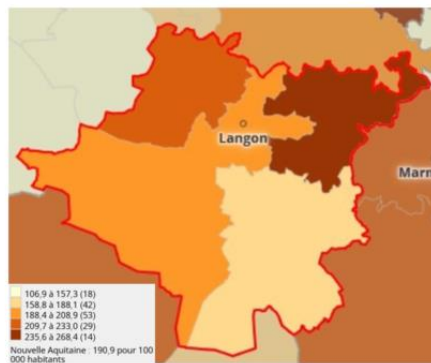 Langon
Marm
106,9 à 157,3 (18)
158,8 à 188,1 (42)
188,4 à 208,9 (53)
209,7 à 233,0 (29)
235,6 à 268,4 (14)
Nouvelle Aquitaine : 190,9 pour 100
000 habitants